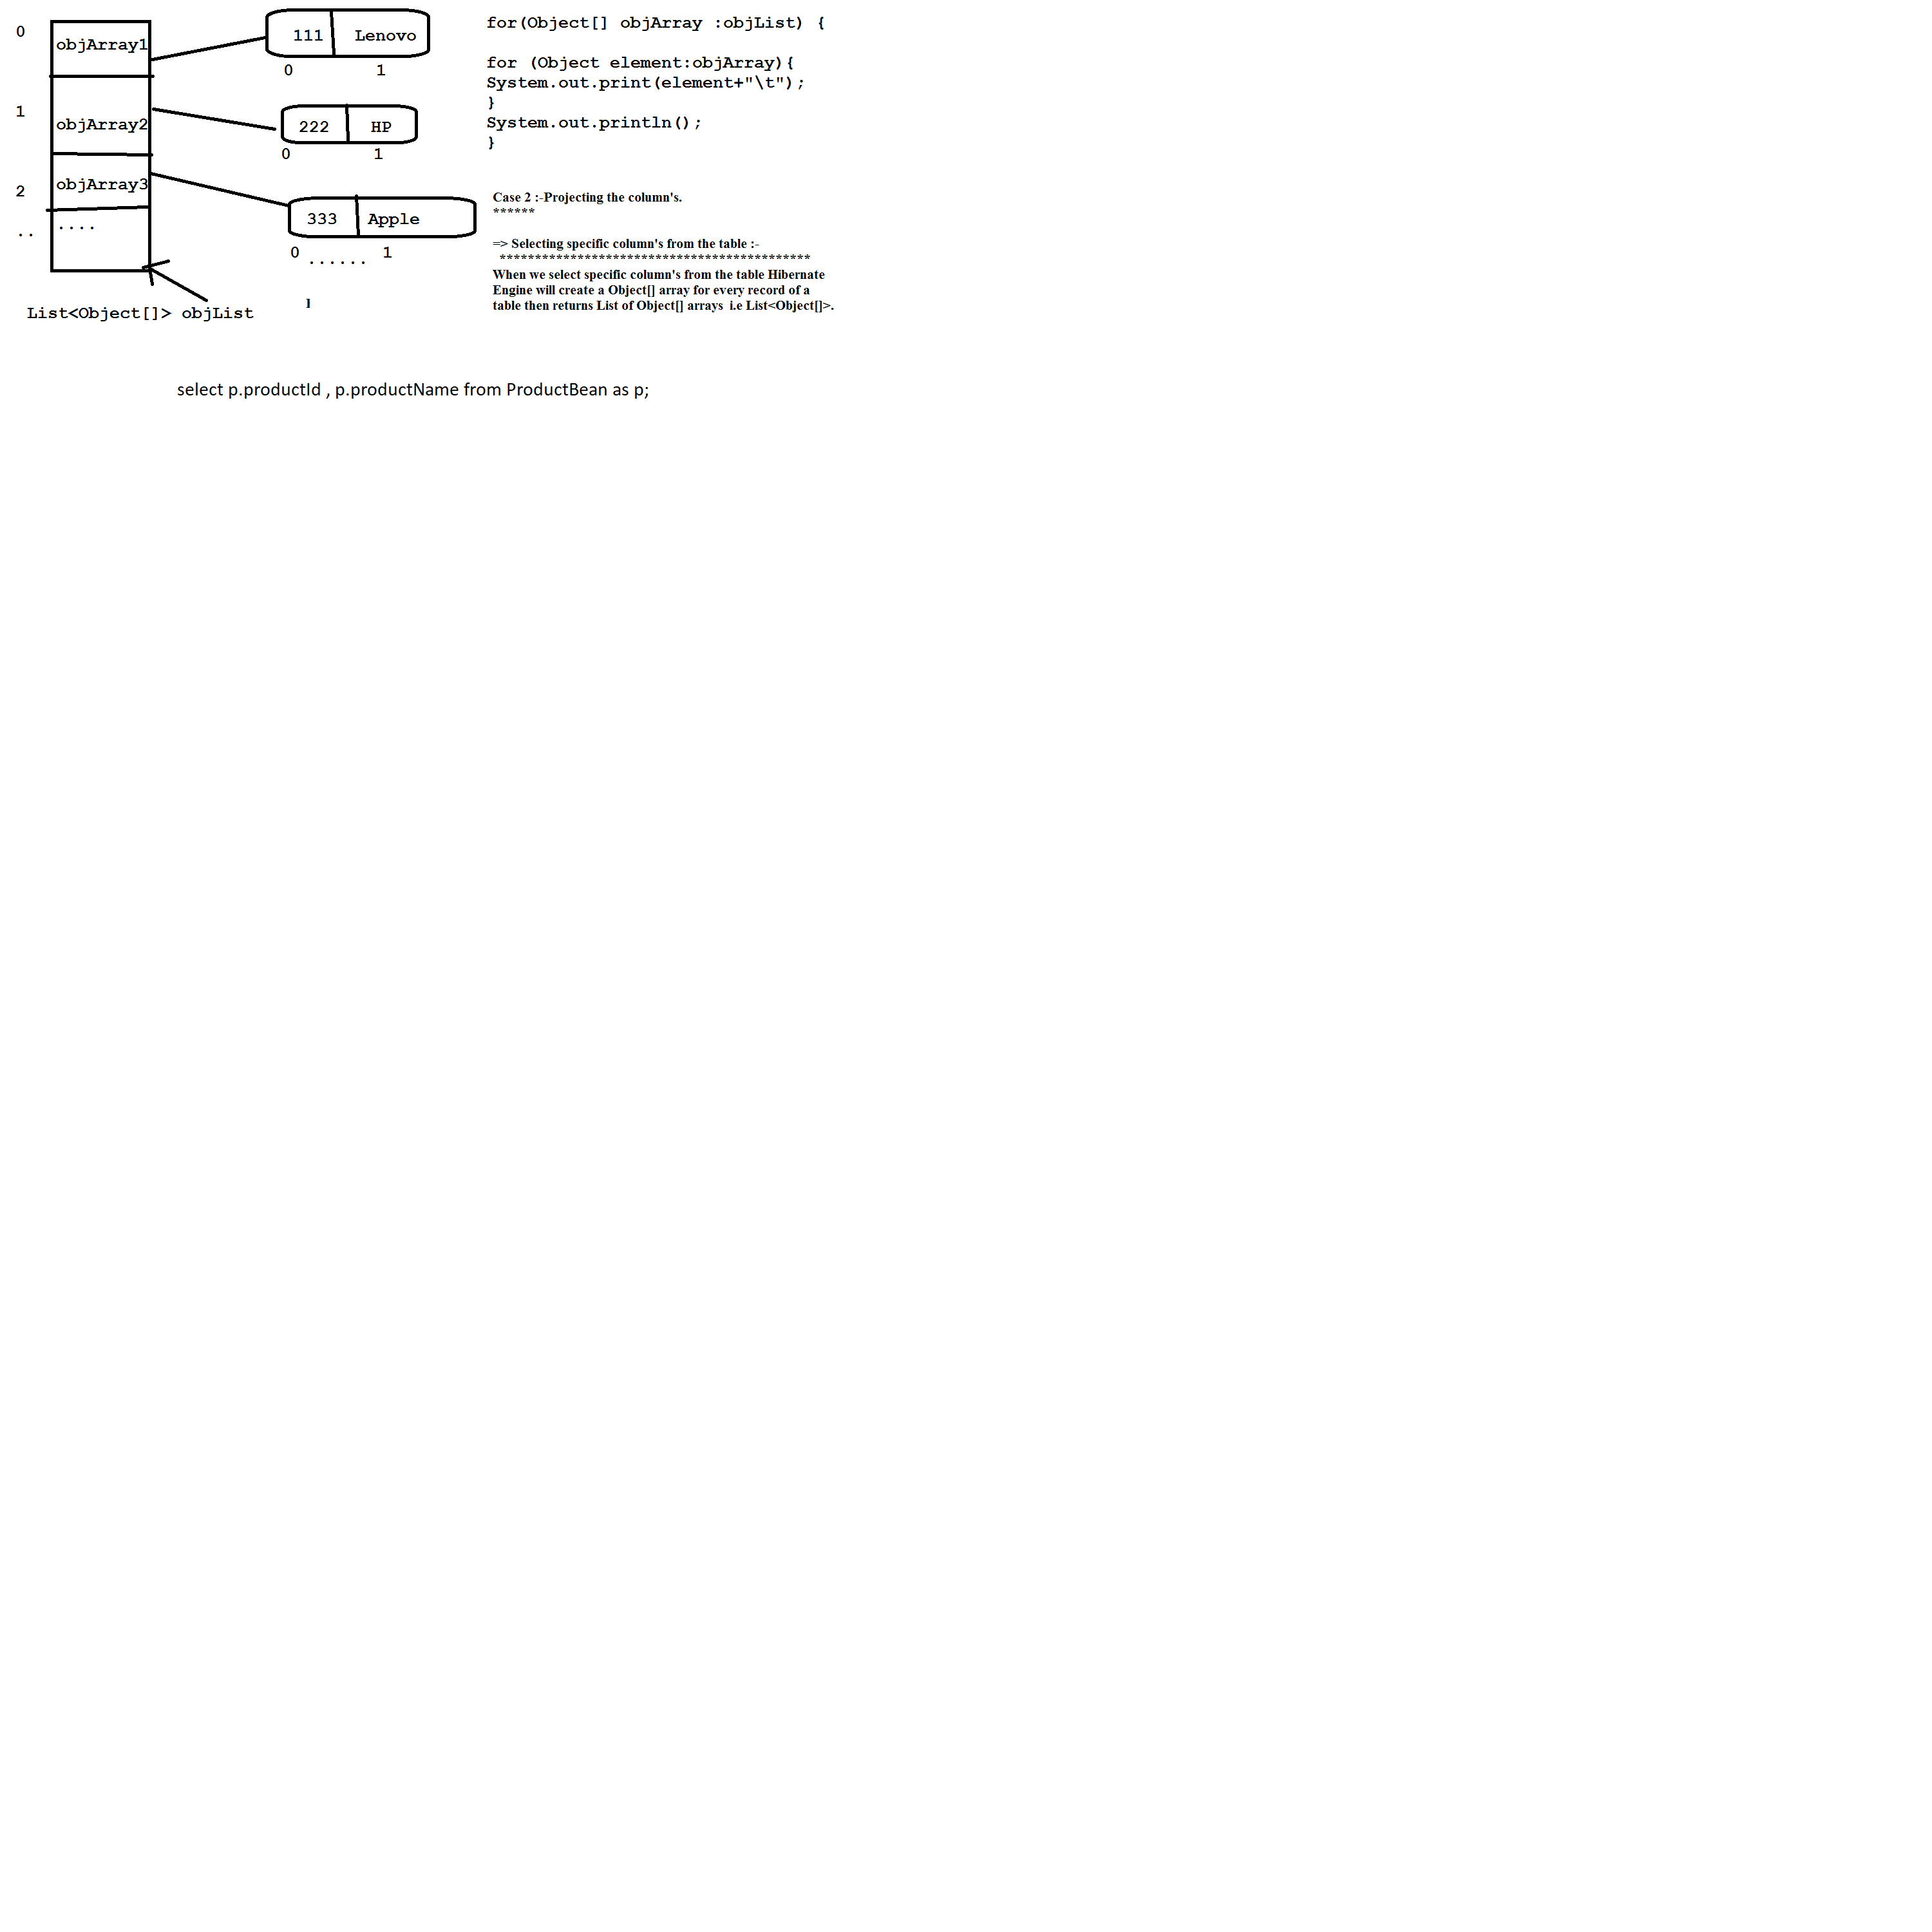 0
objArray1
111 Lenovo
0 1
1
objArray2
222 HP
0 1
2
objArray3
333 Apple
0 1
..
....
......
List<Object[]> objList
]
for(Object[] objArray :objList) {
for (Object element:objArray){
System.out.print(element+"\t");
}
System.out.println();
}
Case 2 :-Projecting the column's.
******
=> Selecting specific column's from the table :-
********************************************
When we select specific column's from the table Hibernate
Engine will create a Object[] array for every record of a
table then returns List of Object[] arrays i.e List<Object[]>.
select p.productId , p.productName from ProductBean as p;